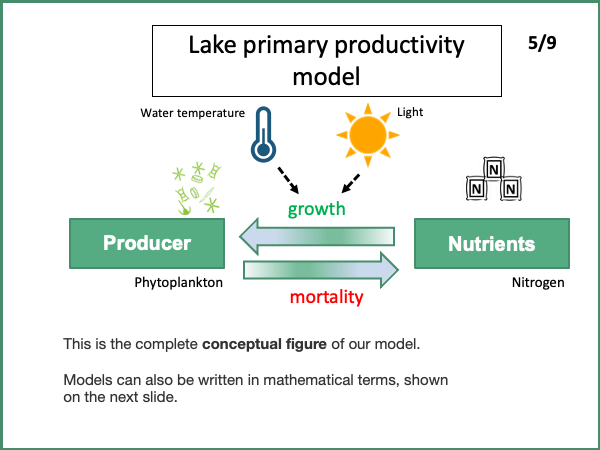 Lake primary productivity
model
5/9
Water temperature
Light
growth
N
N N
Producer
Nutrients
Phytoplankton
Nitrogen
mortality
This is the complete conceptual figure of our model.
Models can also be written in mathematical terms, shown
on the next slide.